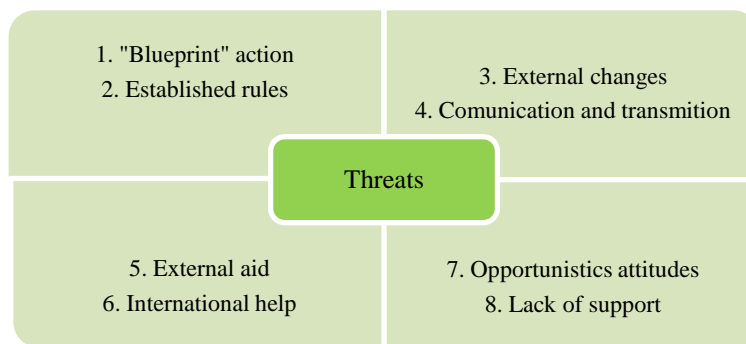 1. "Blueprint" action
2. Established rules
3. External changes
4. Comunication and transmition
Threats
5. External aid
6. International help
7. Opportunistics attitudes
8. Lack of support